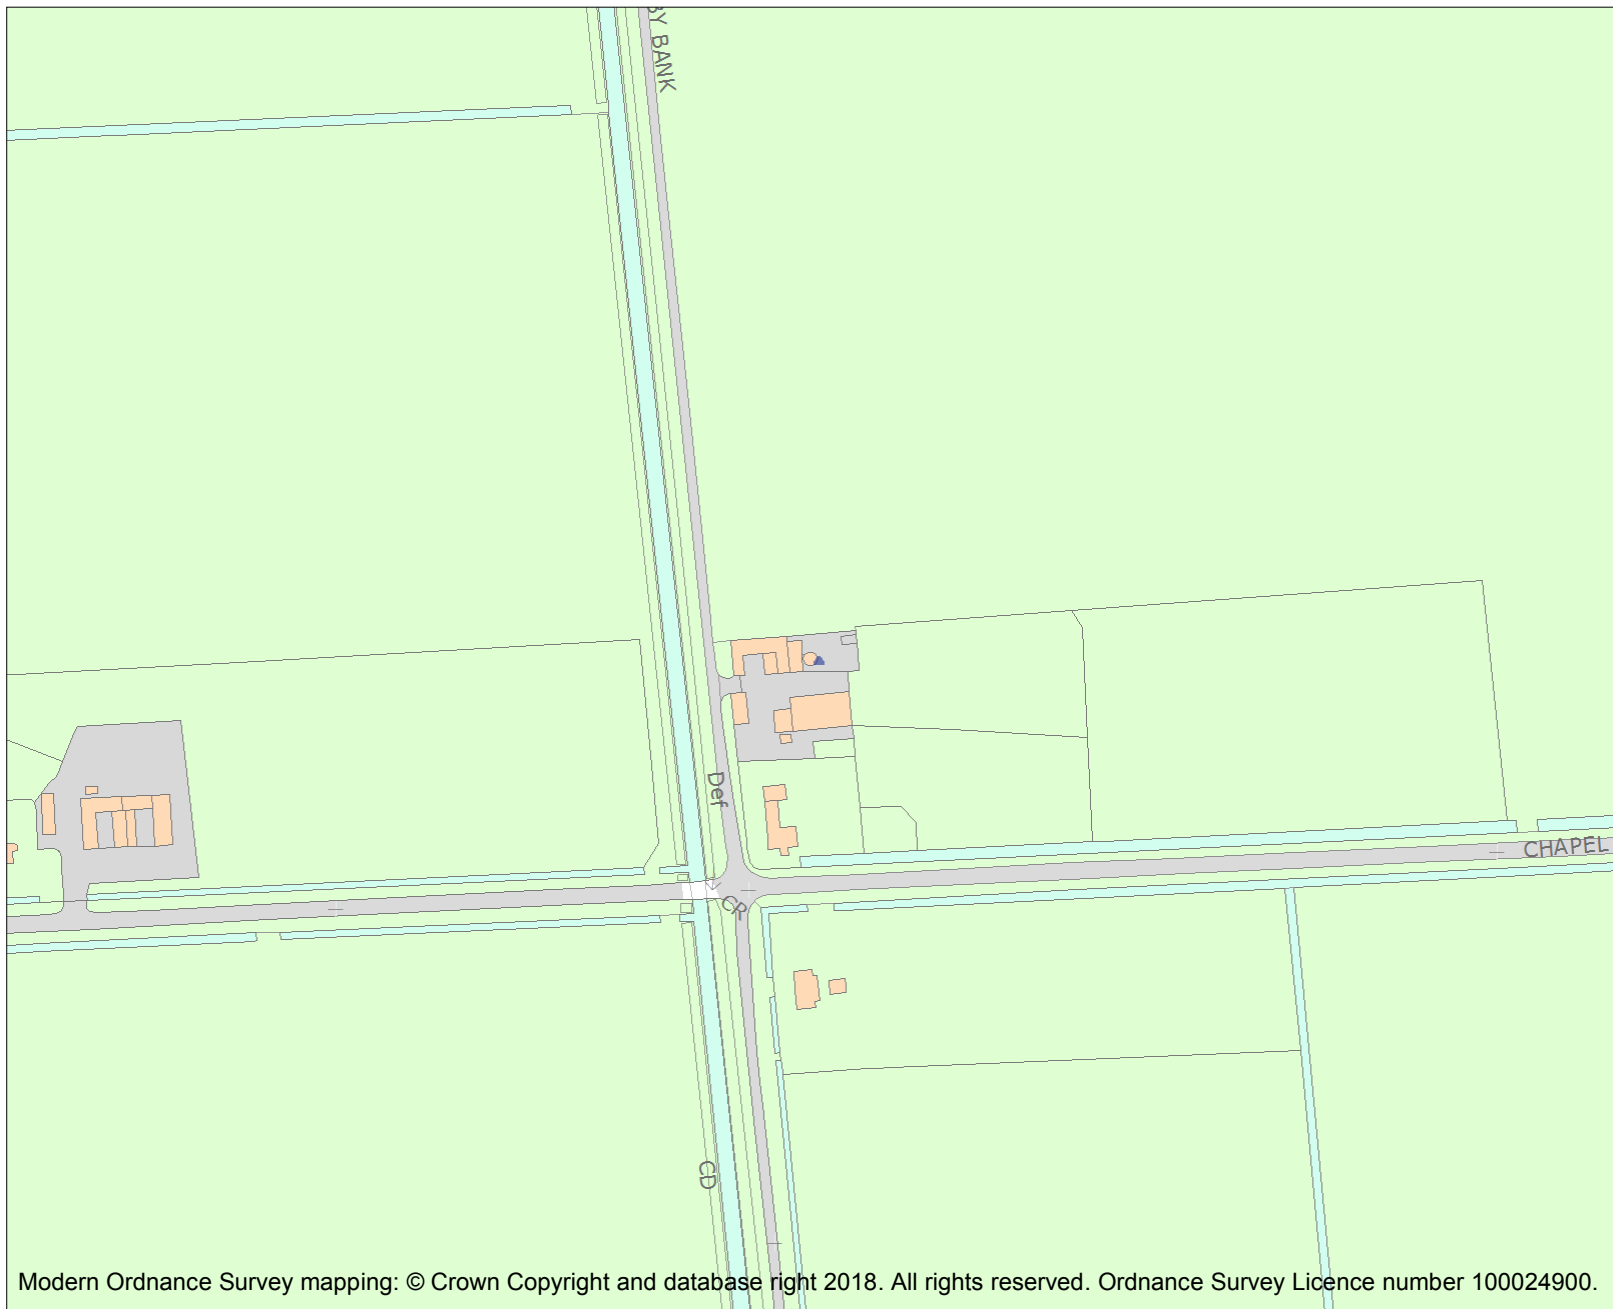 BY BANK
Def
CHAPEL
CR
CD
Modern Ordnance Survey mapping: © Crown Copyright and database right 2018. All rights reserved. Ordnance Survey Licence number 100024900.